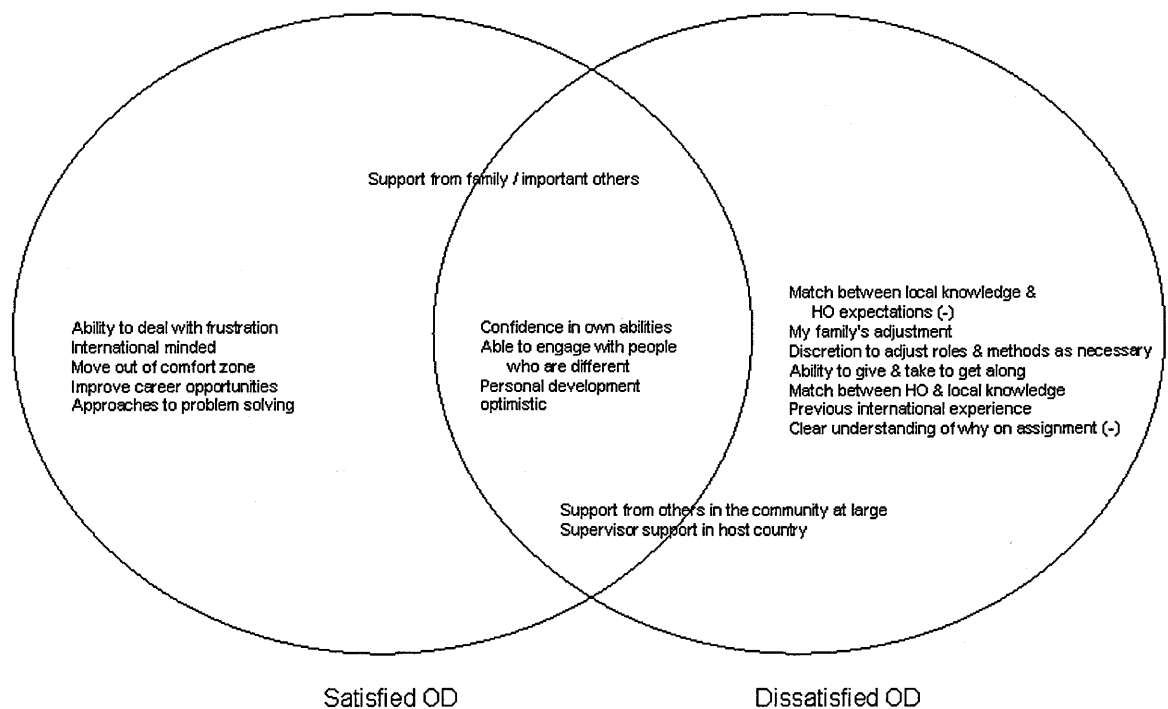 Support from family / important others
Ability to deal with frustration
International minded
Move out of comfort zone
Improve career opportunities
Approaches to problem solving
Confidence in own abilities
Able to engage with people
who are different
Personal development
optimistic
Match between local knowledge &
HO expectations (-)
My family's adjustment
Discretion to adjust roles & methods as necessary
Ability to give & take to get along
Match between HO & local knowledge
Previous international experience
Clear understanding of why on assignment (-)
Support from others in the community at large
Supervisor support in host country
Satisfied OD
Dissatisfied OD